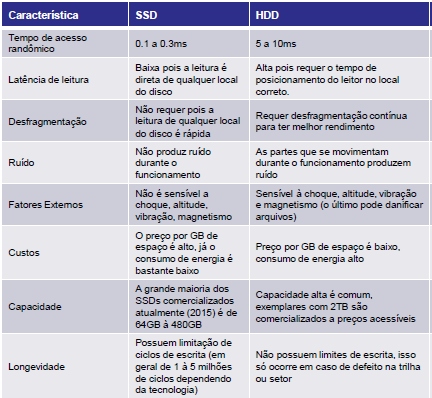 Característica SSD HDD
Tempo de acesso
randômico
0.1 a 0.3ms
5 a 10ms
Latência de leitura
Baixa pois a leitura é
direta de qualquer local
do disco
Alta pois requer o tempo de
posicionamento do leitor no local
correto.
Desfragmentação
Não requer pois a
leitura de qualquer local
do disco é rápida
Requer desfragmentação contínua
para ter melhor rendimento
Ruído
Não produz ruído
durante o
funcionamento
As partes que se movimentam
durante o funcionamento produzem
ruído
Fatores Externos
Não é sensível a
choque, altitude,
vibração, magnetismo
Sensível à choque, altitude, vibração
e magnetismo (o último pode danificar
arquivos)
Custos
O preço por GB de
espaço é alto, já o
consumo de energia é
bastante baixo
Preço por GB de espaço é baixo,
consumo de energia alto
Capacidade
A grande maioria dos
SSDs comercializados
atualmente (2015) é de
64GB à 480GB
Capacidade alta é comum,
exemplares com 2TB são
comercializados a preços acessíveis
Longevidade
Possuem limitação de
ciclos de escrita (em
geral de 1 à 5 milhões
de ciclos dependendo
da tecnologia)
Não possuem limites de escrita, isso
só ocorre em caso de defeito na trilha
ou setor